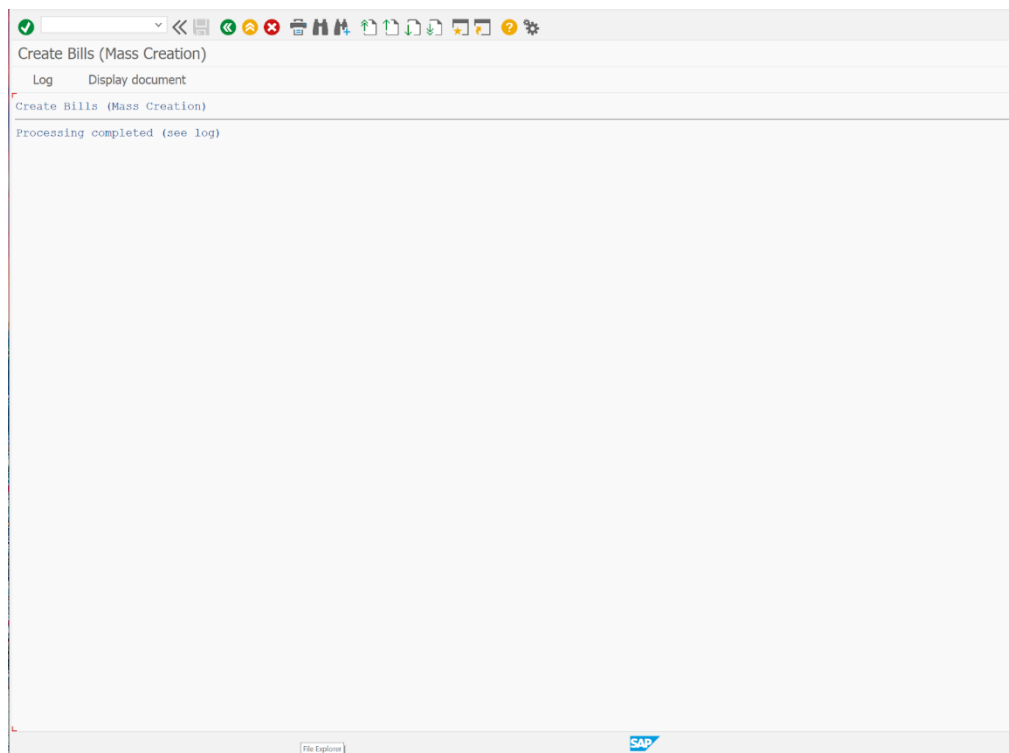 Create Bills (Mass Creation)
Log Display document
Create Bills (Mass Creation)
Processing completed (see log)
File Explorer
SAP